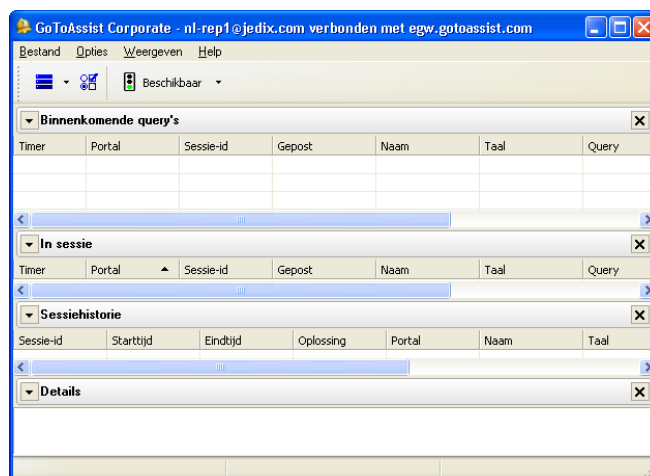 GoToAssist Corporate - nl-rep1@jedix.com verbonden met egw.gotoassist.com
Bestand Opties Weergeven Help
Beschikbaar
Binnenkomende query's
Timer Portal Sessie-id Gepost Naam Taal Query
In sessie
Timer Portal Sessie-id Gepost Naam Taal Query
Sessiehistorie
Sessie-id Starttijd Eindtijd Oplossing Portal Naam Taal
Details